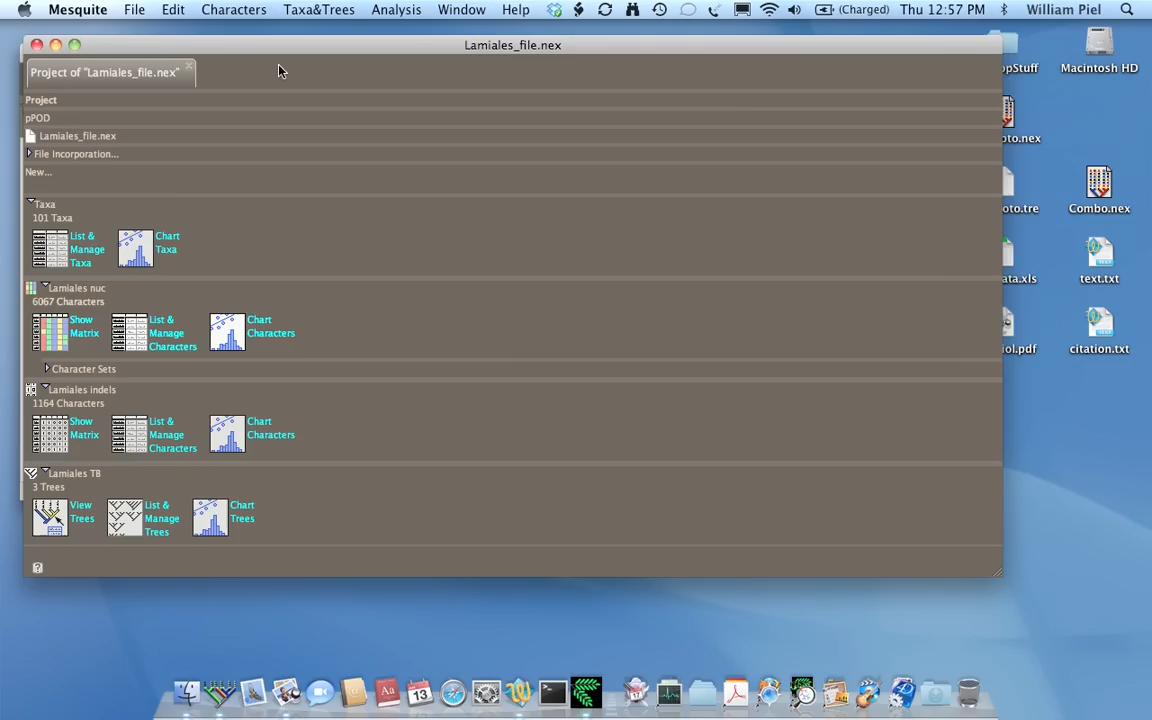 Mesquite File Edit Characters Taxa&Trees Analysis Window Help (Charged) Thu 12:57 PM William Piel
Lamiales_file.nex
Project of "Lamiales_file.nex"
Project
pPOD
Lamiales_file.nex
File Incorporation...
New...
Taxa
101 Taxa
List &
Manage
Taxa
Chart
Taxa
Lamiales nuc
6067 Characters
Show
Matrix
List &
Manage
Characters
Chart
Characters
Character Sets
Lamiales indels
1164 Characters
Show
Matrix
List &
Manage
Characters
Chart
Characters
Lamiales TB
3 Trees
View
Trees
List &
Manage
Trees
Chart
Trees
?
opStuff
Macintosh HD
oto.nex
oto.tre
Combo.nex
ata.xls
text.txt
iol.pdf
citation.txt